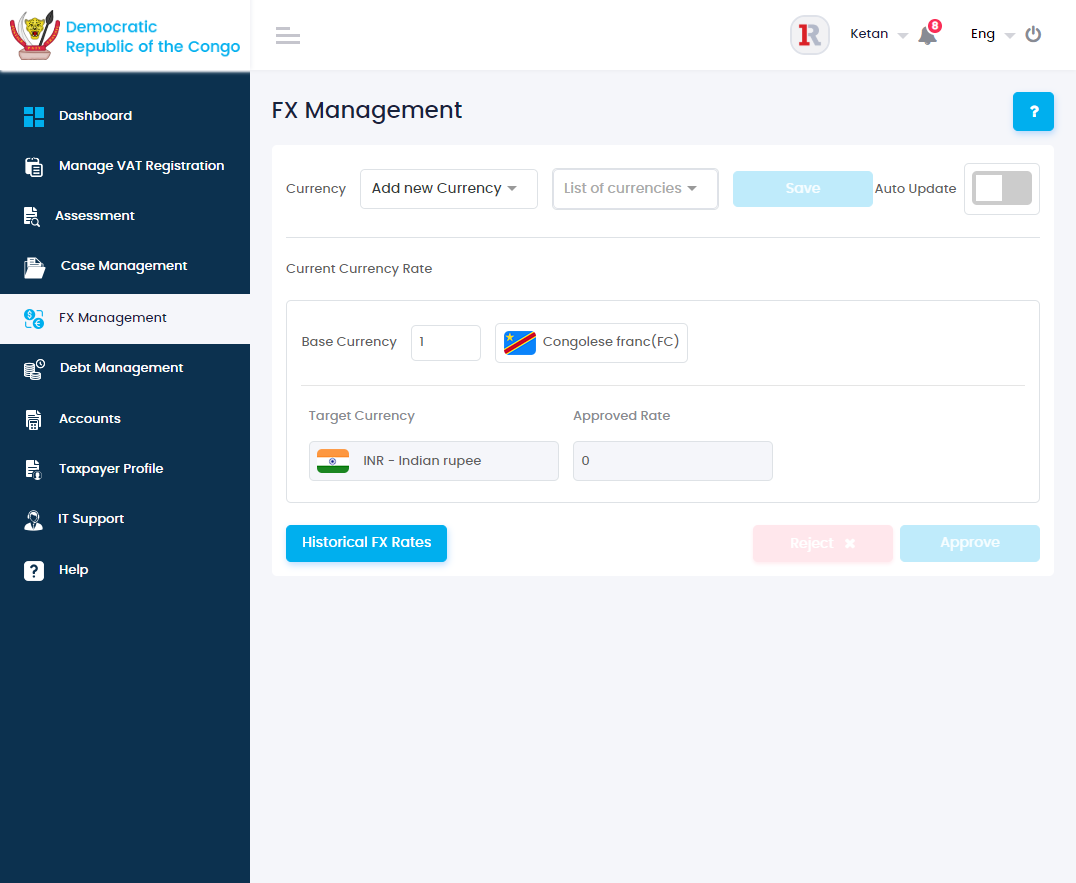 Democratic
Republic of the Congo
Ketan
8
Eng
Dashboard
Manage VAT Registration
Assessment
Case Management
FX Management
Debt Management
Accounts
Taxpayer Profile
IT Support
Help
FX Management
?
Currency
Add new Currency
List of currencies
Save
Auto Update
Current Currency Rate
Base Currency
1
Congolese franc(FC)
Target Currency
Approved Rate
INR - Indian rupee
0
Historical FX Rates
Reject
Approve